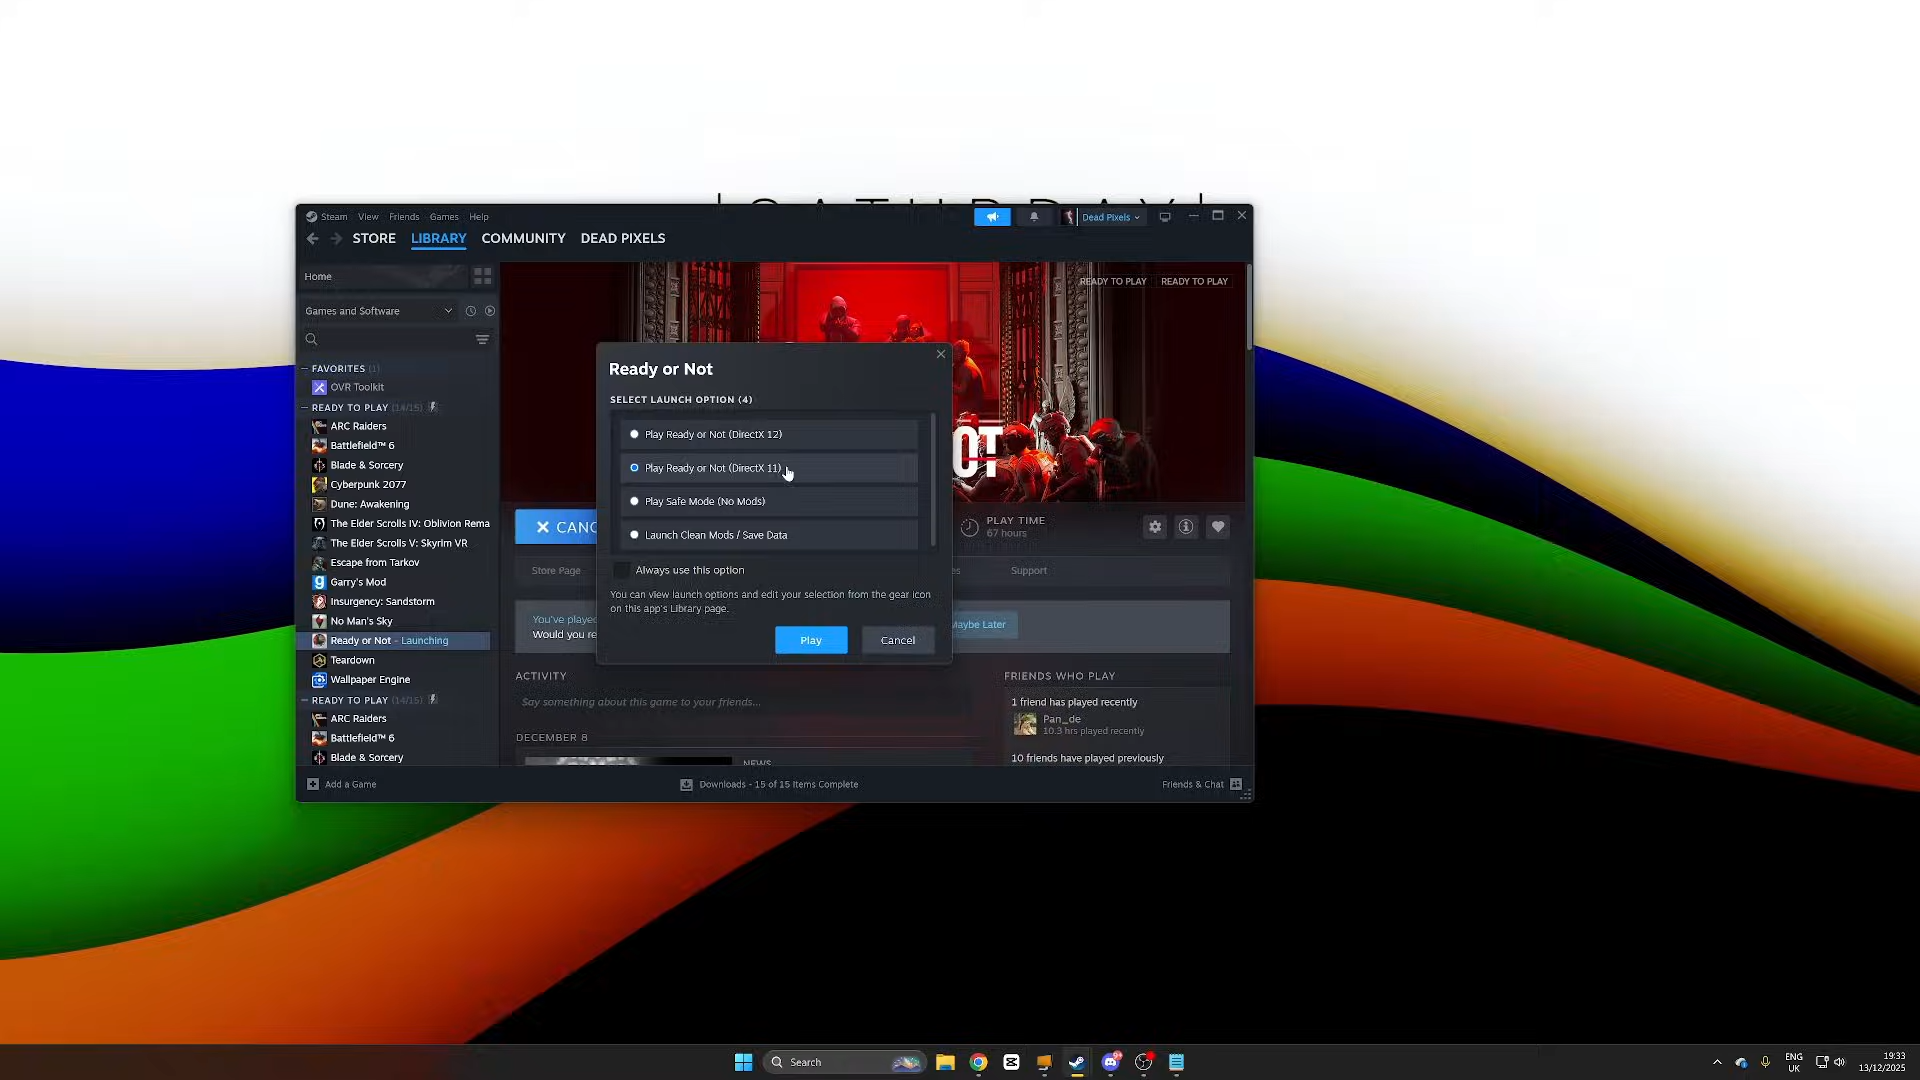 SATURDAY
Steam View Friends Games Help
Dead Pixels
STORE LIBRARY COMMUNITY DEAD PIXELS
Home
Games and Software
FAVORITES (1)
OVR Toolkit
READY TO PLAY (14/15)
ARC Raiders
Battlefield™ 6
Blade & Sorcery
Cyberpunk 2077
Dune: Awakening
The Elder Scrolls IV: Oblivion Rema
The Elder Scrolls V: Skyrim VR
Escape from Tarkov
Garry's Mod
Insurgency: Sandstorm
No Man's Sky
Ready or Not - Launching
Teardown
Wallpaper Engine
READY TO PLAY (14/15)
ARC Raiders
Battlefield™ 6
Blade & Sorcery
Add a Game
READY TO PLAY READY TO PLAY
OT
Ready or Not
SELECT LAUNCH OPTION (4)
Play Ready or Not (DirectX 12)
Play Ready or Not (DirectX 11)
Play Safe Mode (No Mods)
Launch Clean Mods / Save Data
Always use this option
You can view launch options and edit your selection from the gear icon
on this app's Library page.
Play Cancel
CANC
PLAY TIME
67 hours
Store Page
es
Support
You've played
Would you re
Maybe Later
ACTIVITY
Say something about this game to your friends...
DECEMBER 8
NEWS
FRIENDS WHO PLAY
1 friend has played recently
Pan_de
10.3 hrs played recently
10 friends have played previously
Downloads - 15 of 15 Items Complete
Friends & Chat
Search
ENG
UK
19:33
13/12/2025